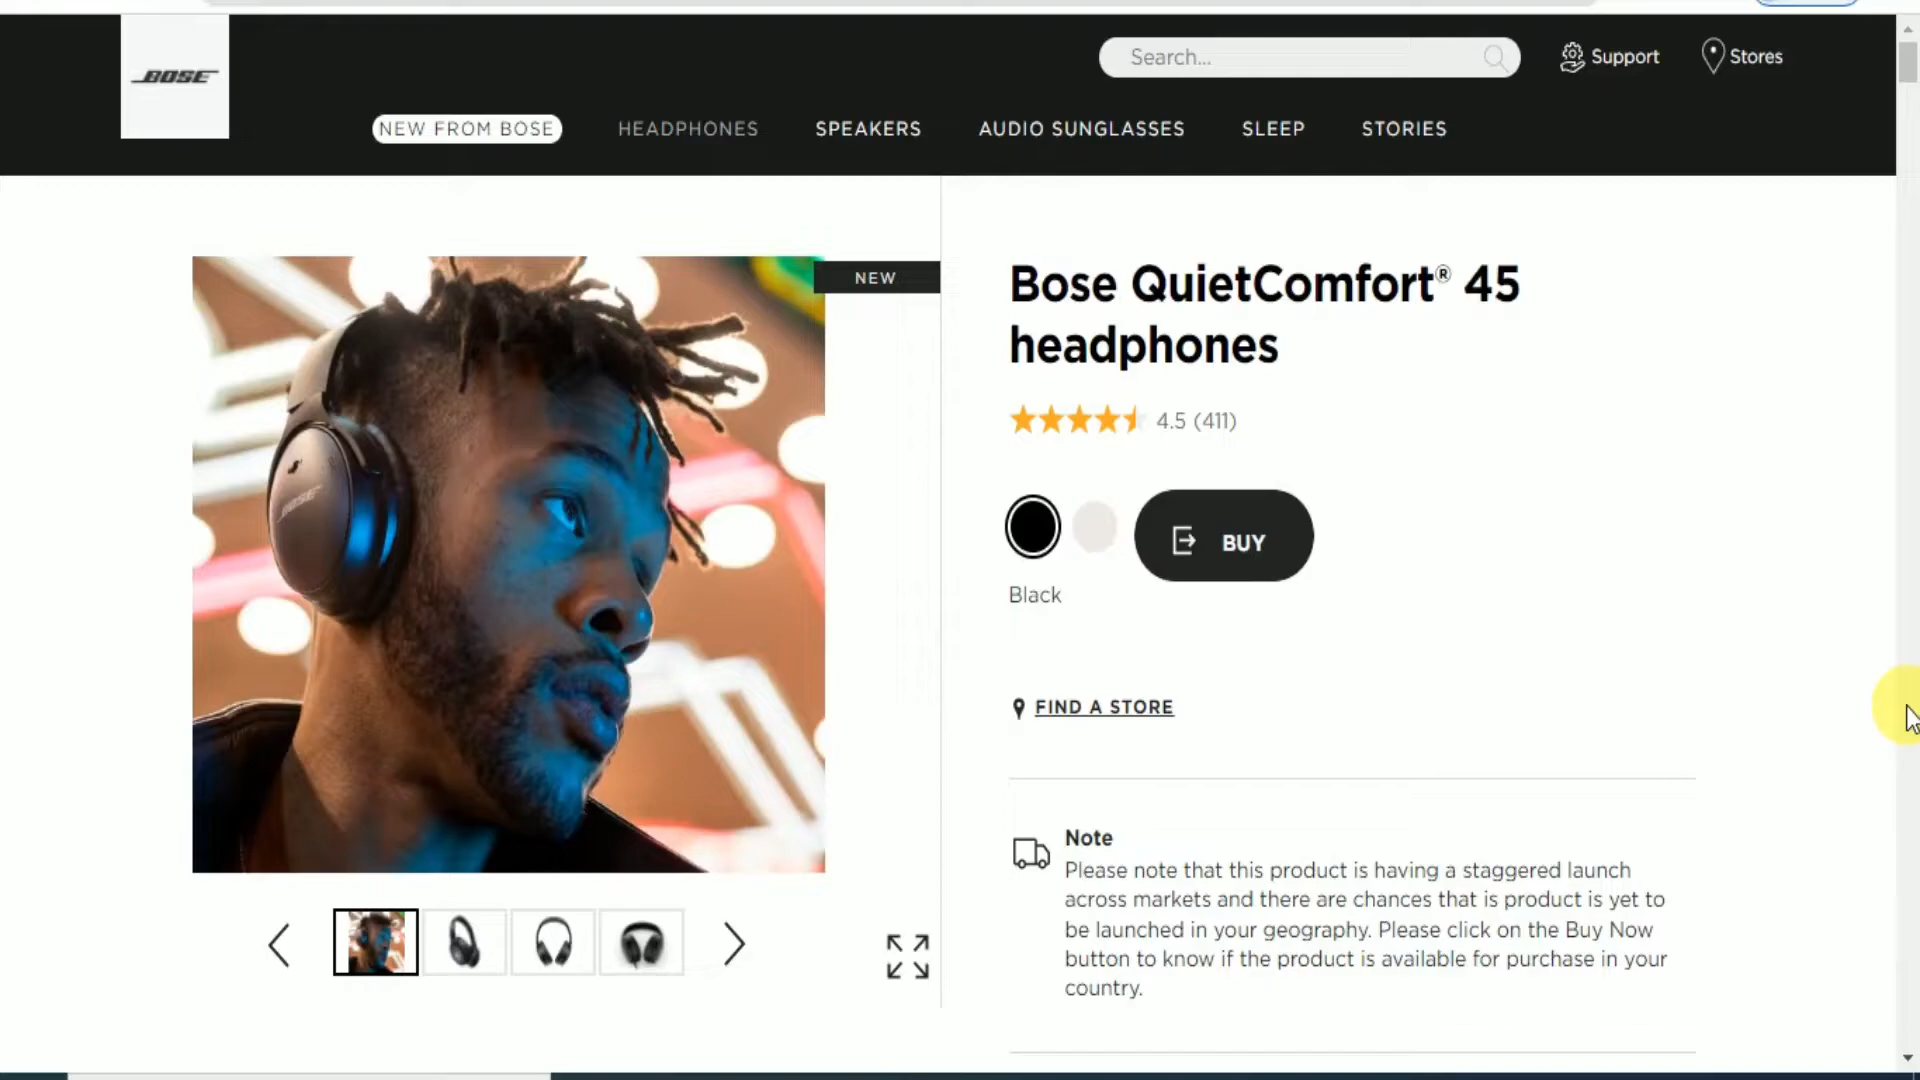 BOSE
Search...
Support
Stores
NEW FROM BOSE
HEADPHONES
SPEAKERS
AUDIO SUNGLASSES
SLEEP
STORIES
NEW
BOSE
Bose QuietComfort® 45
headphones
4.5 (411)
BUY
Black
FIND A STORE
Note
Please note that this product is having a staggered launch
across markets and there are chances that is product is yet to
be launched in your geography. Please click on the Buy Now
button to know if the product is available for purchase in your
country.